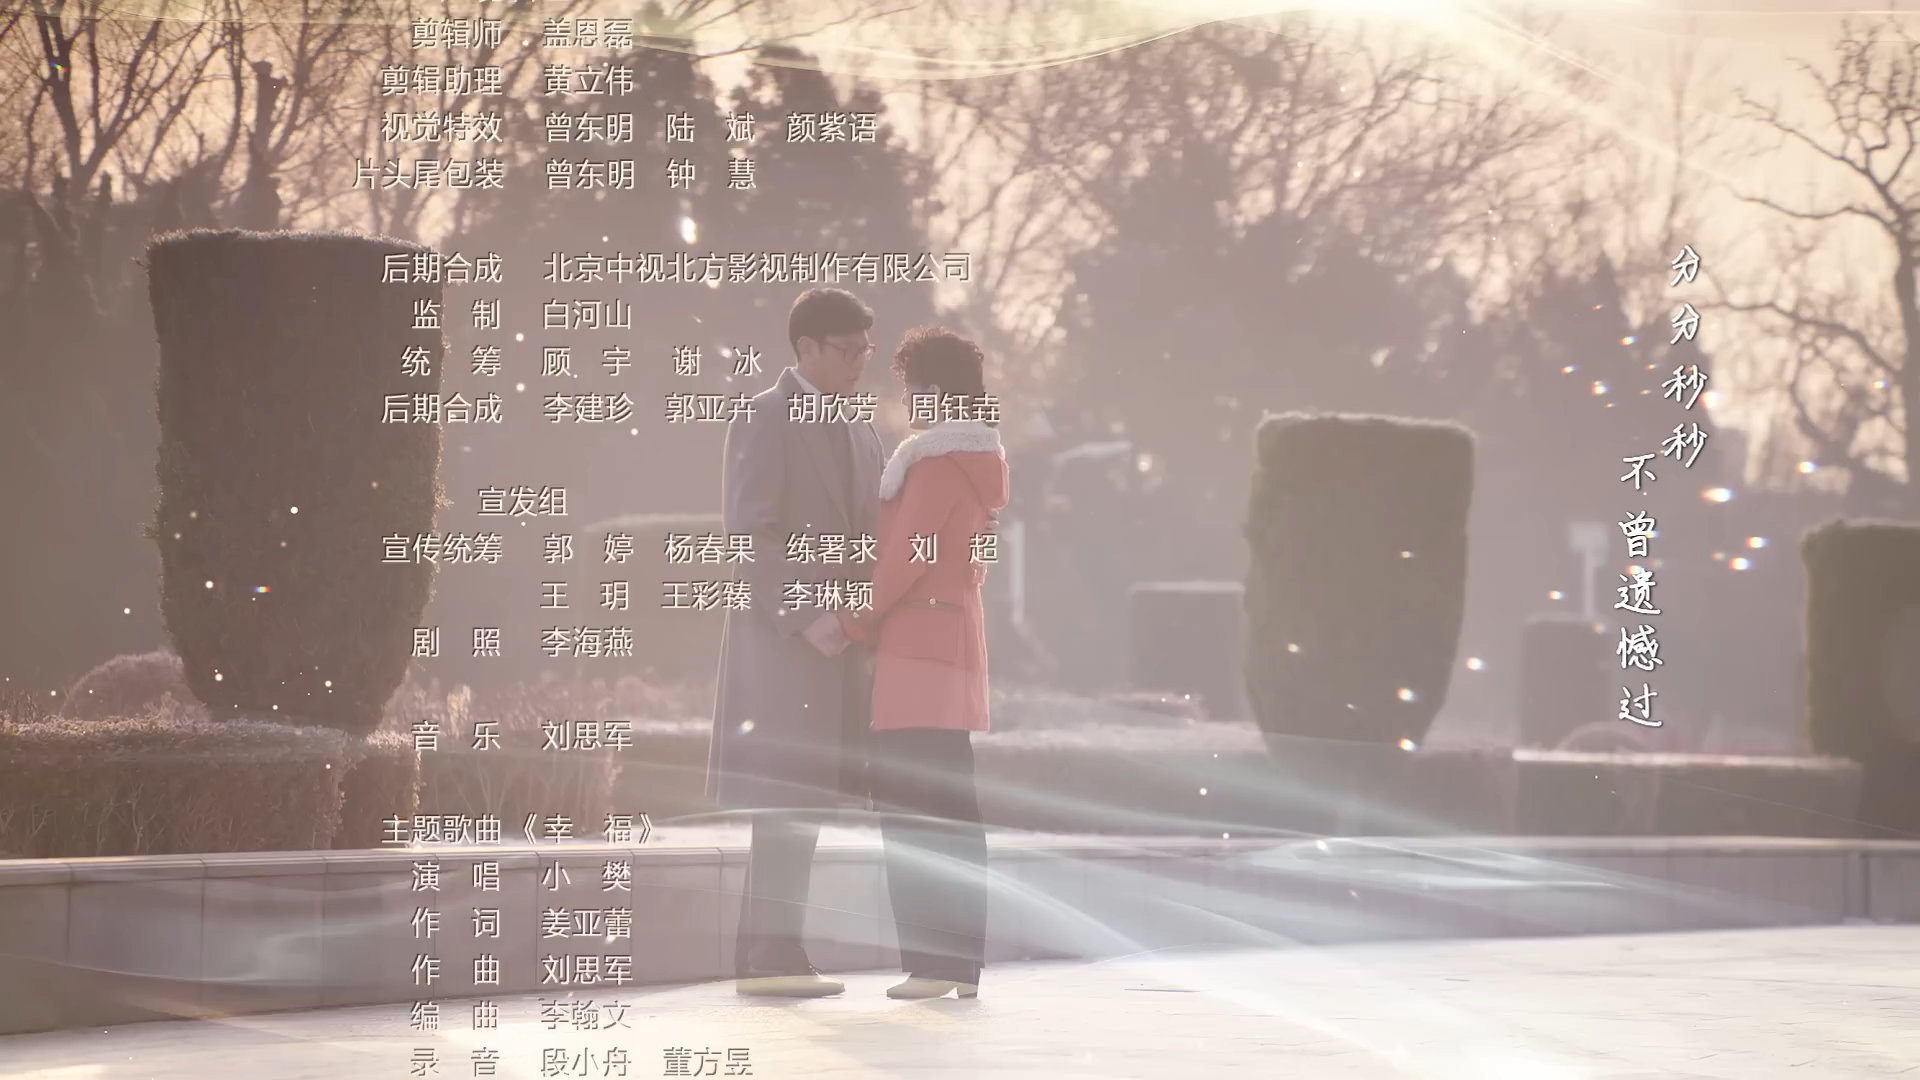 剪辑师 盖恩磊
剪辑助理 黄立伟
视觉特效 曾东明 陆 斌 颜紫语
片头尾包装 曾东明 钟 慧
后期合成 北京中视北方影视制作有限公司
监 制 白河山
统 筹 顾 宇 谢 冰
后期合成 李建珍 郭亚卉 胡欣芳 周钰垚
宣发组
宣传统筹 郭 婷 杨春果 练署求 刘 超
王 玥 王彩臻 李琳颖
剧 照 李海燕
音 乐 刘思军
主题歌曲《幸 福》
演 唱 小 樊
作 词 姜亚蕾
作 曲 刘思军
编 曲 李翰文
录 音 段小舟 董方昱
分分秒秒
不曾遗憾过